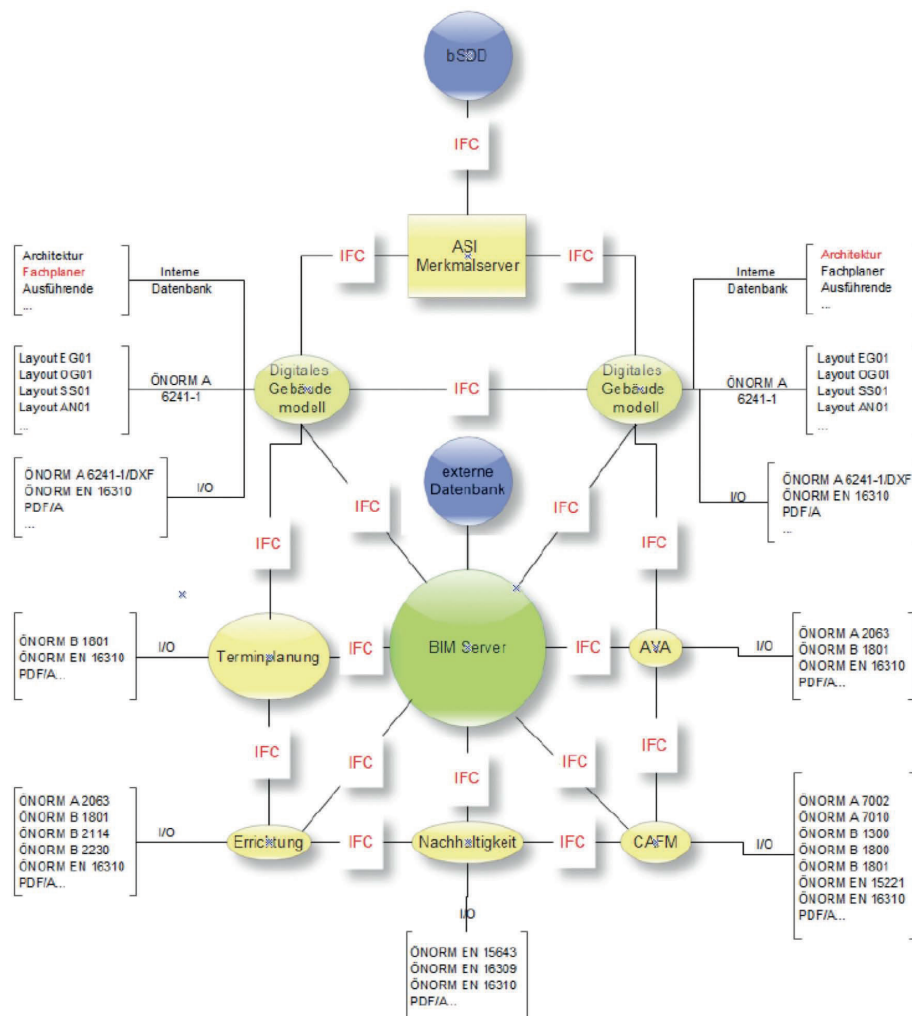 bSDD
IFC
ASI
Merkmalserver
IFC
IFC
Architektur
Fachplaner
Ausführende
...
Interne
Datenbank
Interne
Datenbank
Architektur
Fachplaner
Ausführende
...
Layout EG01
Layout OG01
Layout SS01
Layout AN01
...
ÖNORM A
6241-1
Digitales
Gebäude
modell
IFC
Digitales
Gebäude
modell
ÖNORM A
6241-1
Layout EG01
Layout OG01
Layout SS01
Layout AN01
...
ÖNORM A 6241-1/DXF
ÖNORM EN 16310
PDF/A
...
I/O
externe
Datenbank
I/O
ÖNORM A 6241-1/DXF
ÖNORM EN 16310
PDF/A
...
IFC
IFC
IFC
IFC
ÖNORM B 1801
ÖNORM EN 16310
PDF/A...
I/O
Terminplanung
IFC
BIM Server
IFC
AVA
I/O
ÖNORM A 2063
ÖNORM B 1801
ÖNORM EN 16310
PDF/A...
IFC
IFC
IFC
IFC
IFC
ÖNORM A 2063
ÖNORM B 1801
ÖNORM B 2114
ÖNORM B 2230
ÖNORM EN 16310
PDF/A...
I/O
Errichtung
IFC
Nachhaltigkeit
IFC
CAFM
I/O
ÖNORM A 7002
ÖNORM A 7010
ÖNORM B 1300
ÖNORM B 1800
ÖNORM B 1801
ÖNORM EN 15221
ÖNORM EN 16310
PDF/A...
I/O
ÖNORM EN 15643
ÖNORM EN 16309
ÖNORM EN 16310
PDF/A...